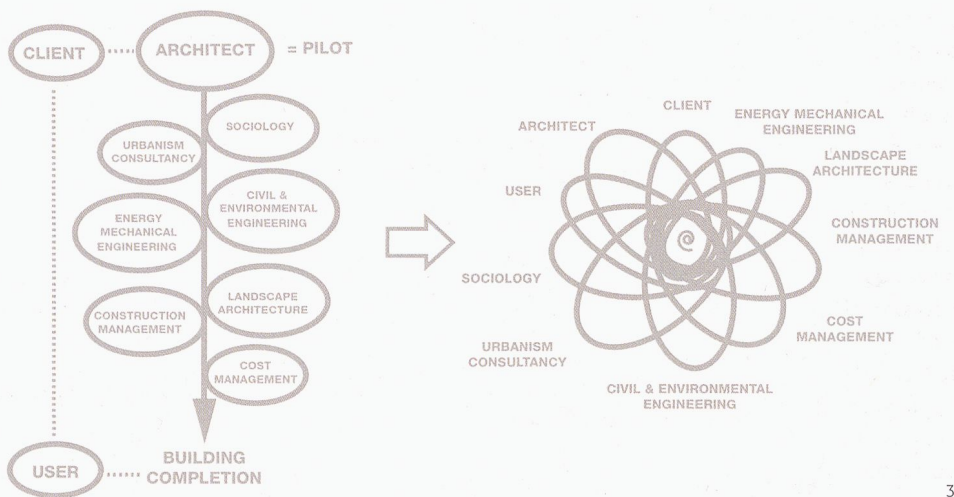 CLIENT
ARCHITECT
= PILOT
SOCIOLOGY
URBANISM
CONSULTANCY
CIVIL &
ENVIRONMENTAL
ENGINEERING
ENERGY
MECHANICAL
ENGINEERING
LANDSCAPE
ARCHITECTURE
CONSTRUCTION
MANAGEMENT
COST
MANAGEMENT
USER
BUILDING
COMPLETION
CLIENT
ENERGY MECHANICAL
ENGINEERING
ARCHITECT
LANDSCAPE
ARCHITECTURE
USER
CONSTRUCTION
MANAGEMENT
SOCIOLOGY
COST
MANAGEMENT
URBANISM
CONSULTANCY
CIVIL & ENVIRONMENTAL
ENGINEERING
@
3